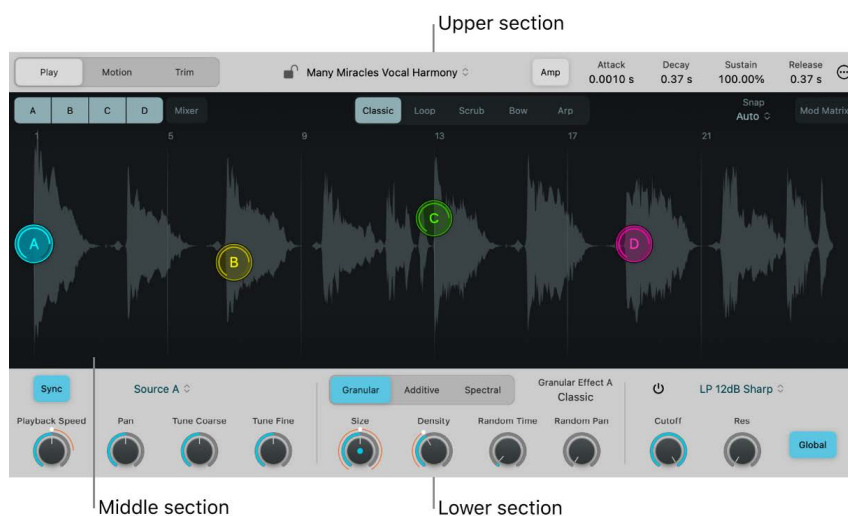 Upper section
Play Motion Trim Many Miracles Vocal Harmony Amp Attack Decay Sustain Release
0.0010 s 0.37 s 100.00% 0.37 s
A B C D Mixer Classic Loop Scrub Bow Arp Snap Mod Matrix
Auto
1 5 9 13 17 21
A B C D
Sync Source A Granular Additive Spectral Granular Effect A LP 12dB Sharp
Classic
Playback Speed Pan Tune Coarse Tune Fine Size Density Random Time Random Pan Cutoff Res
Global
Middle section Lower section